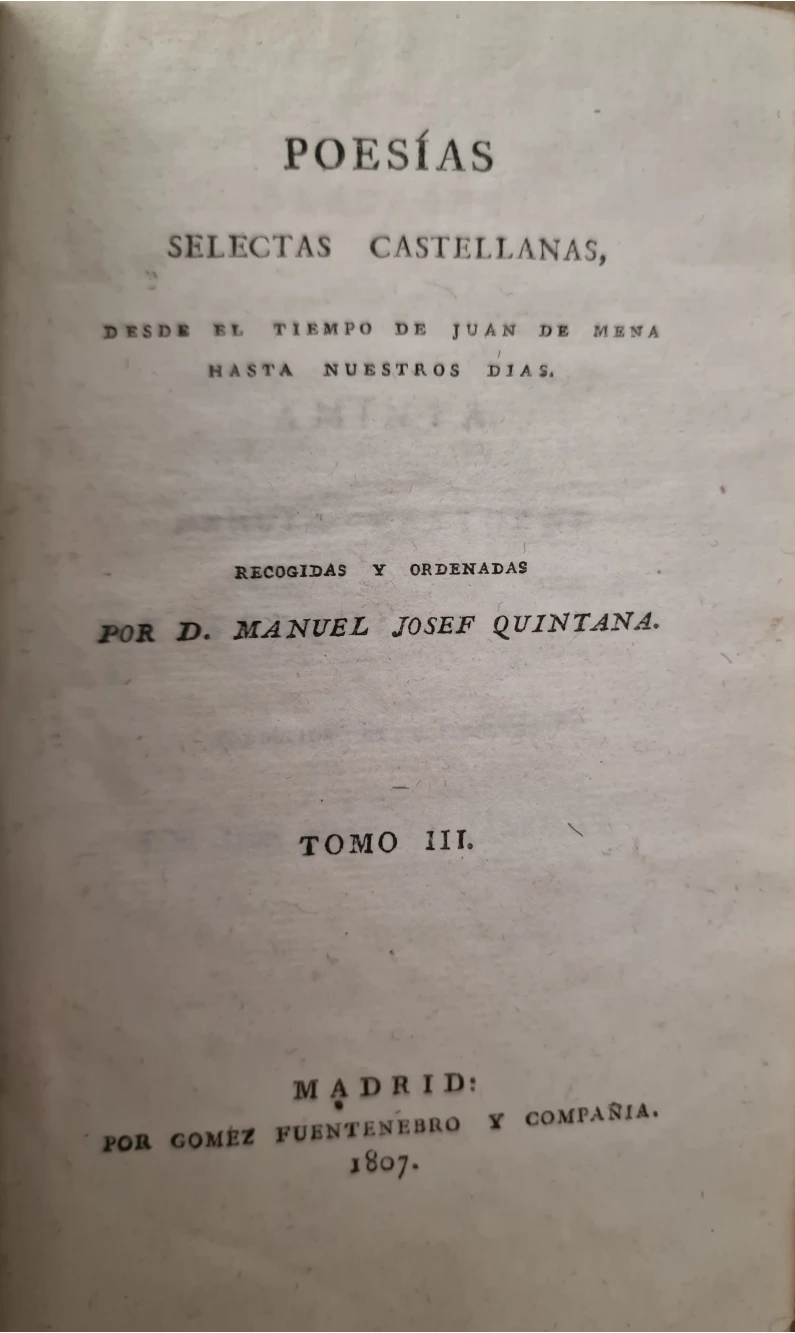 POESÍAS
SELECTAS CASTELLANAS,
DESDE EL TIEMPO DE JUAN DE MENA
HASTA NUESTROS DIAS.
RECOGIDAS Y ORDENADAS
POR D. MANUEL JOSEF QUINTANA.
TOMO III.
MADRID:
POR GOMEZ FUENTENEBRO Y COMPAÑIA.
1807.